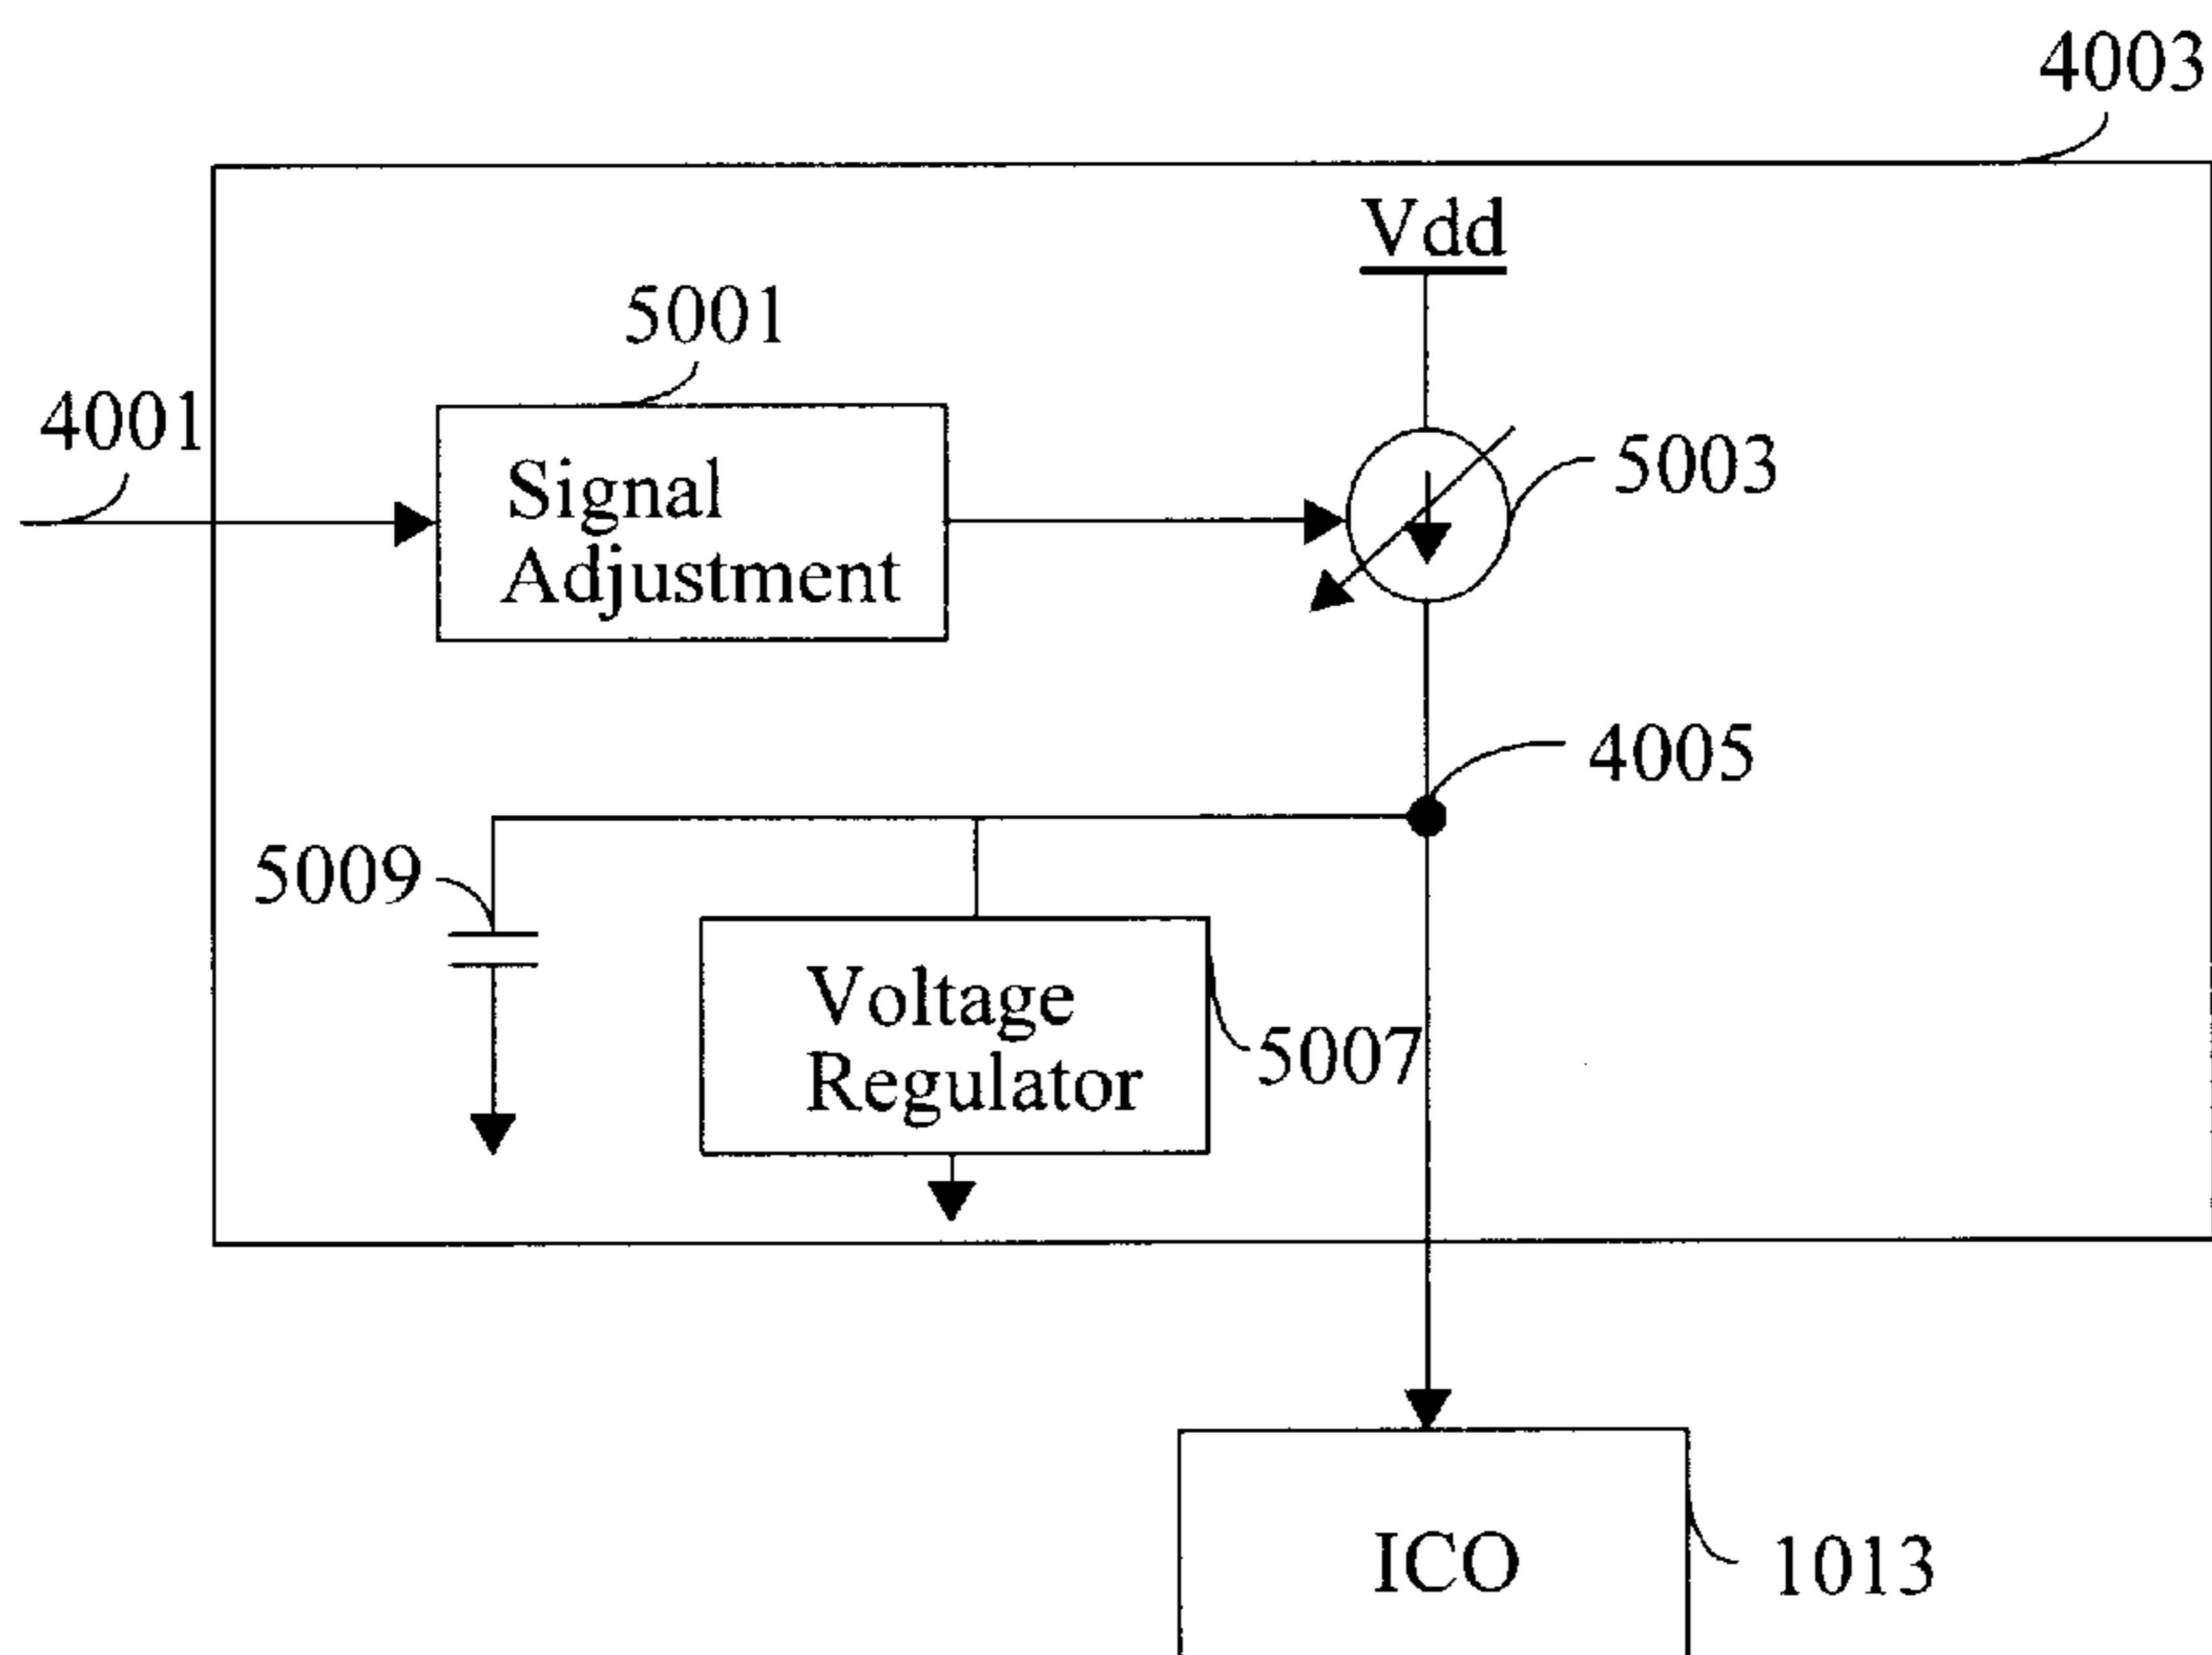 4003
Vdd
5001
4001
Signal
Adjustment
5003
4005
5009
Voltage
Regulator
5007
ICO
1013